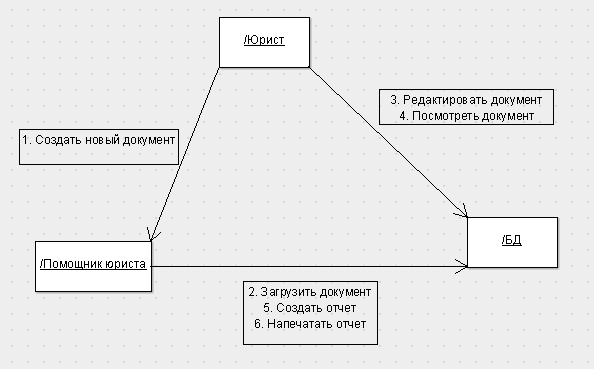 /Юрист
3. Редактировать документ
4. Посмотреть документ
1. Создать новый документ
/БД
/Помощник юриста
2. Загрузить документ
5. Создать отчет
6. Напечатать отчет